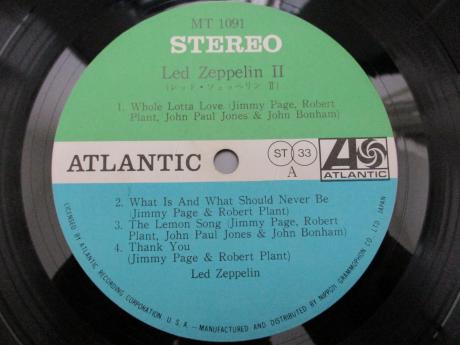 MT 1091
STEREO
Led Zeppelin II
(レッド・ツェッペリン II)
1. Whole Lotta Love (Jimmy Page, Robert
Plant, John Paul Jones & John Bonham)
ATLANTIC
ST 33
A
ATLANTIC
2. What Is And What Should Never Be
(Jimmy Page & Robert Plant)
3. The Lemon Song (Jimmy Page, Robert
Plant, John Paul Jones & John Bonham)
4. Thank You
(Jimmy Page & Robert Plant)
Led Zeppelin
LICENSED BY ATLANTIC RECORDING CORPORATION U.S.A.-MANUFACTURED AND DISTRIBUTED BY NIPPON GRAMMOPHON CO. LTD. JAPAN